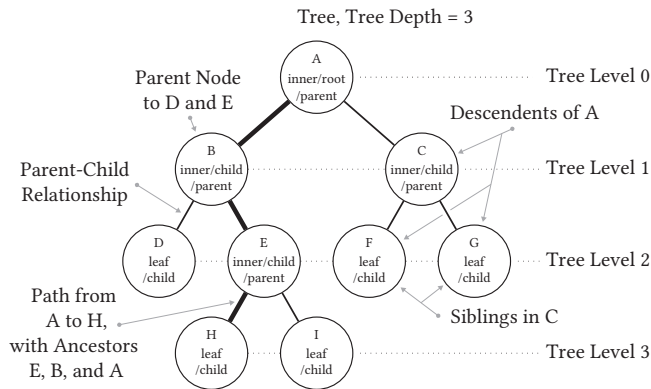 Tree, Tree Depth = 3
A
inner/root
/parent
Tree Level 0
Parent Node
to D and E
Descendents of A
B
inner/child
/parent
C
inner/child
/parent
Tree Level 1
Parent-Child
Relationship
D
leaf
/child
E
inner/child
/parent
F
leaf
/child
G
leaf
/child
Tree Level 2
Path from
A to H,
with Ancestors
E, B, and A
Siblings in C
H
leaf
/child
I
leaf
/child
Tree Level 3